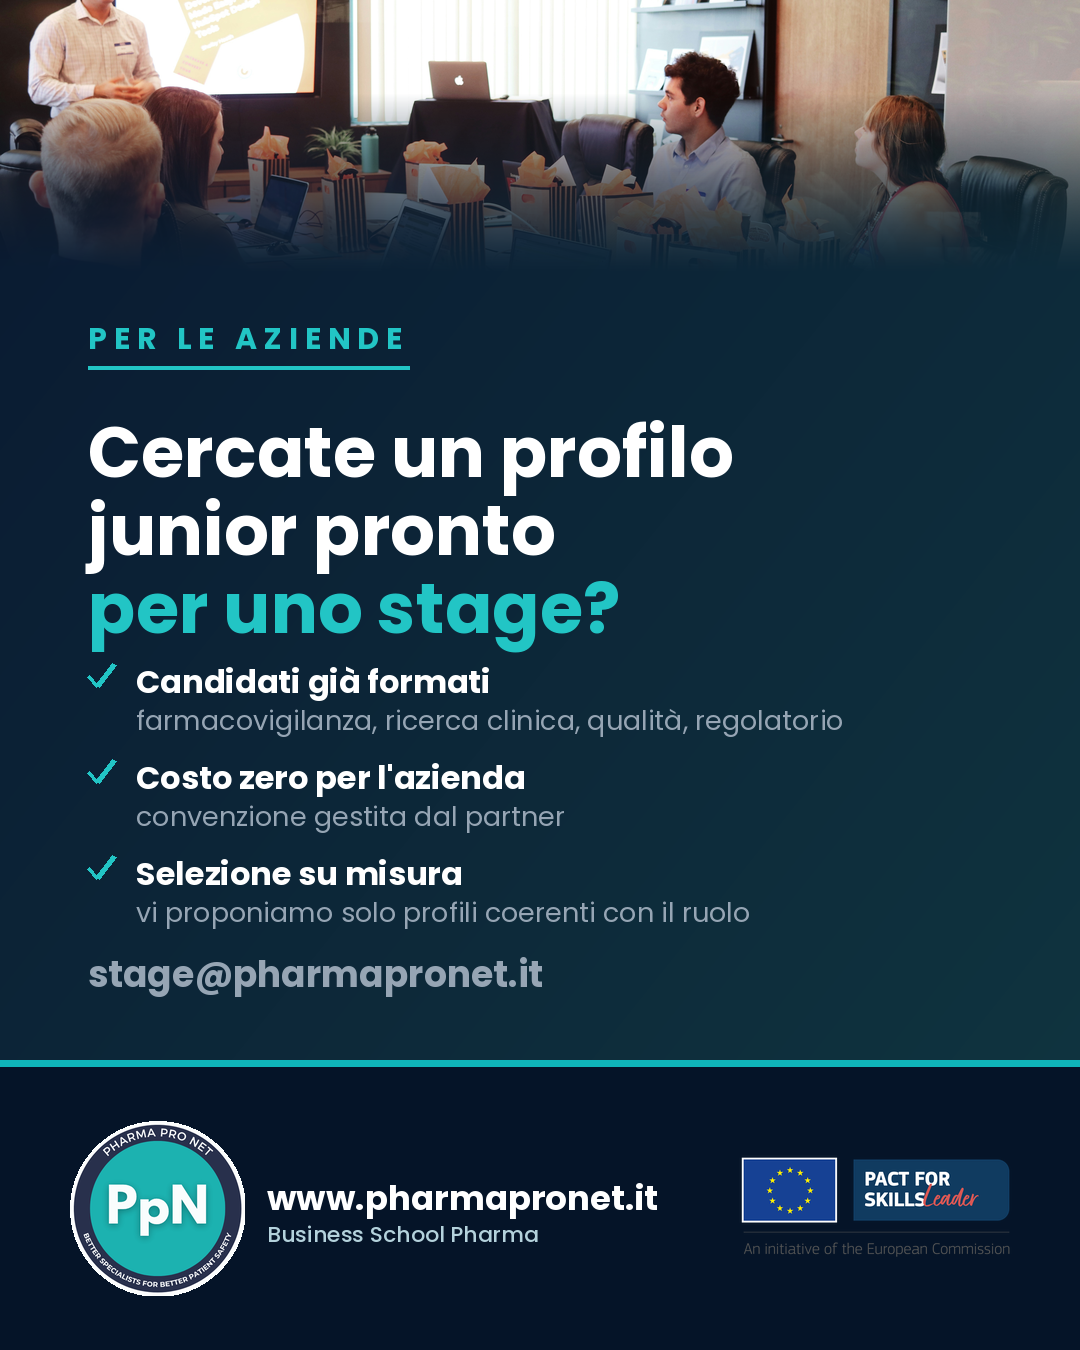 PER LE AZIENDE
Cercate un profilo
junior pronto
per uno stage?
Candidati già formati
farmacovigilanza, ricerca clinica, qualità, regolatorio
Costo zero per l'azienda
convenzione gestita dal partner
Selezione su misura
vi proponiamo solo profili coerenti con il ruolo
stage@pharmapronet.it
PHARMA PRO NET
PpN
BETTER SPECIALISTS FOR BETTER PATIENT SAFETY
www.pharmapronet.it
Business School Pharma
PACT FOR
SKILLS Leader
An initiative of the European Commission